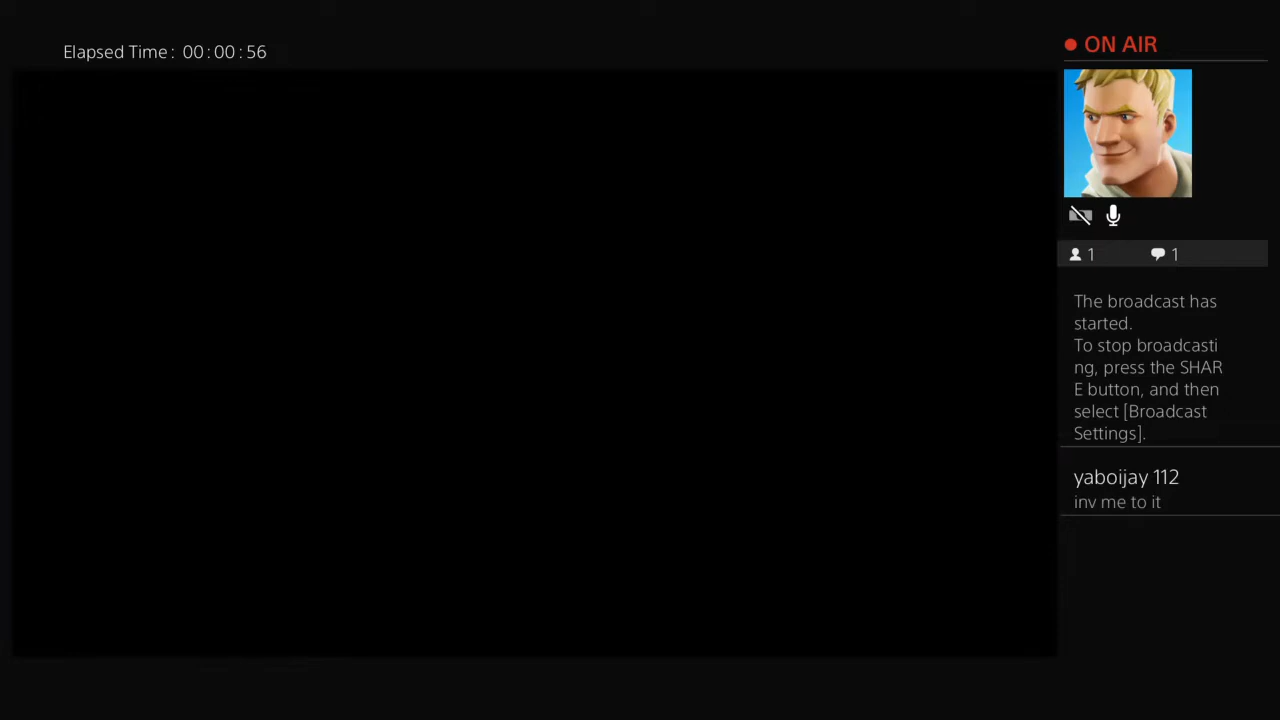 Elapsed Time: 00:00:56
ON AIR
1 1
The broadcast has
started.
To stop broadcasti
ng, press the SHAR
E button, and then
select [Broadcast
Settings].
yaboijay 112
inv me to it